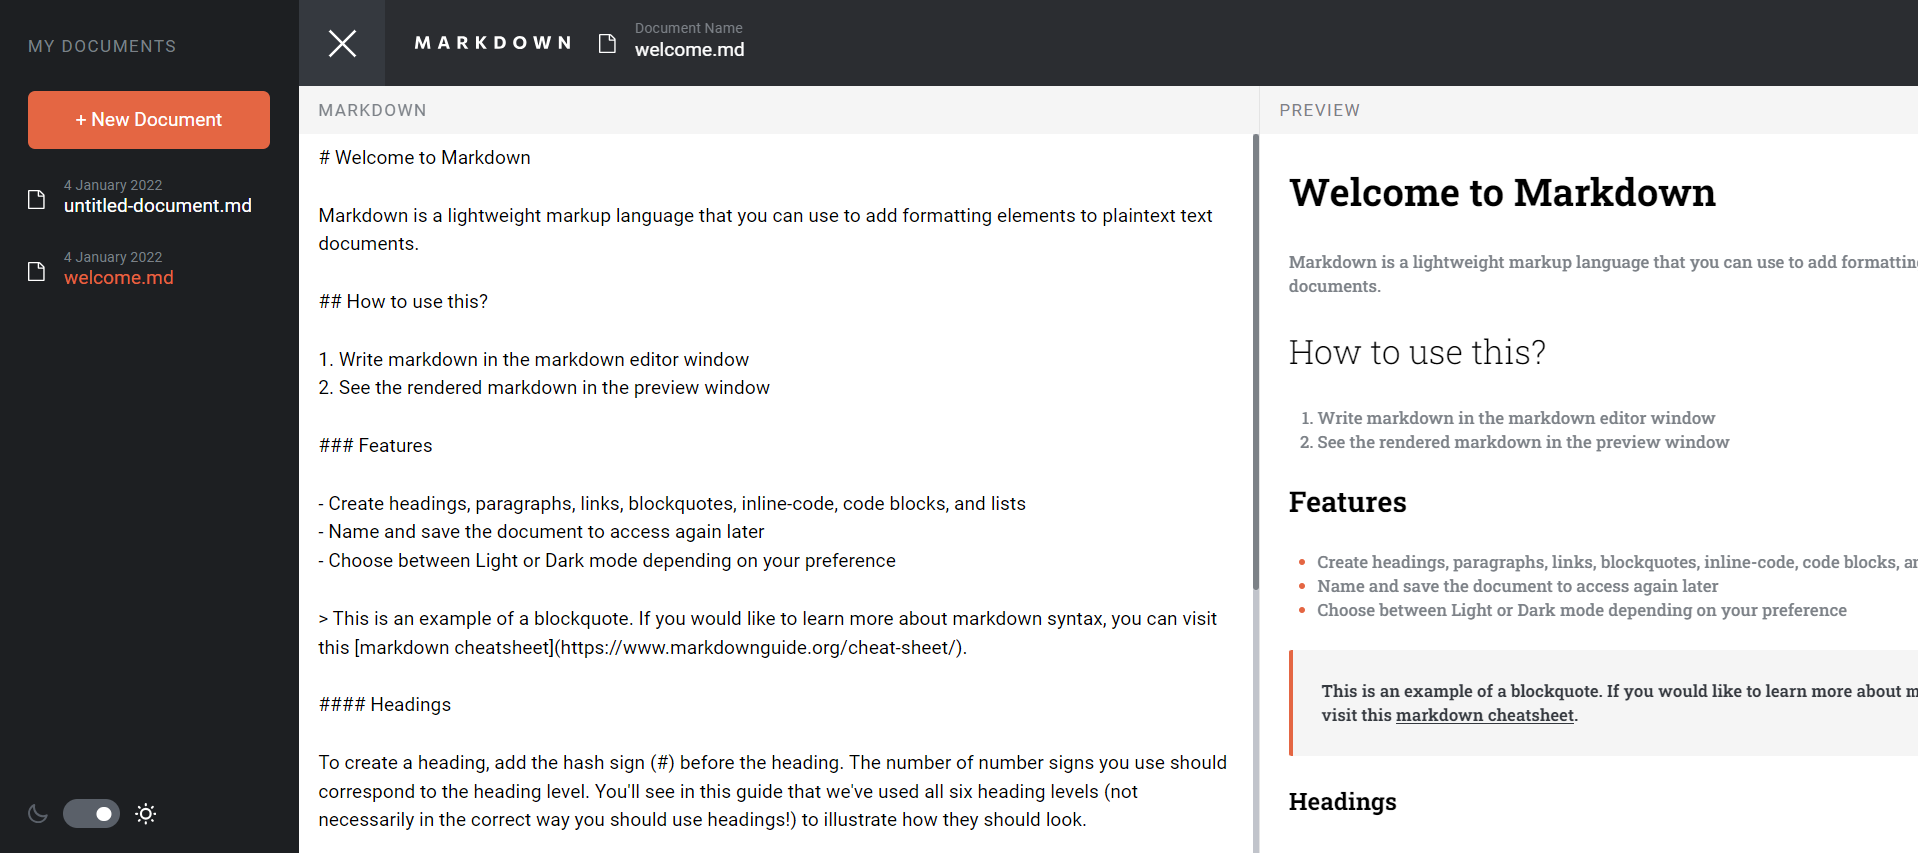 MY DOCUMENTS
+ New Document
4 January 2022
untitled-document.md
4 January 2022
welcome.md
MARKDOWN
Document Name
welcome.md
MARKDOWN
# Welcome to Markdown
Markdown is a lightweight markup language that you can use to add formatting elements to plaintext text
documents.
## How to use this?
1. Write markdown in the markdown editor window
2. See the rendered markdown in the preview window
### Features
- Create headings, paragraphs, links, blockquotes, inline-code, code blocks, and lists
- Name and save the document to access again later
- Choose between Light or Dark mode depending on your preference
> This is an example of a blockquote. If you would like to learn more about markdown syntax, you can visit
this [markdown cheatsheet](https://www.markdownguide.org/cheat-sheet/).
#### Headings
To create a heading, add the hash sign (#) before the heading. The number of number signs you use should
correspond to the heading level. You'll see in this guide that we've used all six heading levels (not
necessarily in the correct way you should use headings!) to illustrate how they should look.
PREVIEW
Welcome to Markdown
Markdown is a lightweight markup language that you can use to add formattin
documents.
How to use this?
1. Write markdown in the markdown editor window
2. See the rendered markdown in the preview window
Features
• Create headings, paragraphs, links, blockquotes, inline-code, code blocks, an
• Name and save the document to access again later
• Choose between Light or Dark mode depending on your preference
This is an example of a blockquote. If you would like to learn more about m
visit this markdown cheatsheet.
Headings